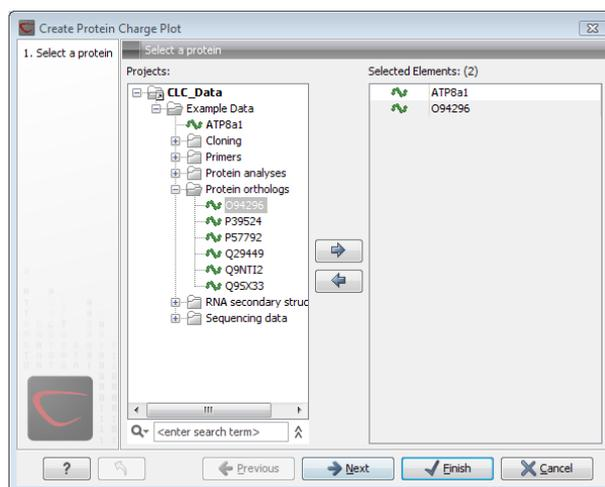 Create Protein Charge Plot
1. Select a protein
Select a protein
Projects:
CLC_Data
Example Data
ATP8a1
Cloning
Primers
Protein analyses
Protein orthologs
O94296
P39524
P57792
Q29449
Q9NTI2
Q9SX33
RNA secondary struc
Sequencing data
<enter search term>
Selected Elements: (2)
ATP8a1
O94296
?
Previous
Next
Finish
Cancel